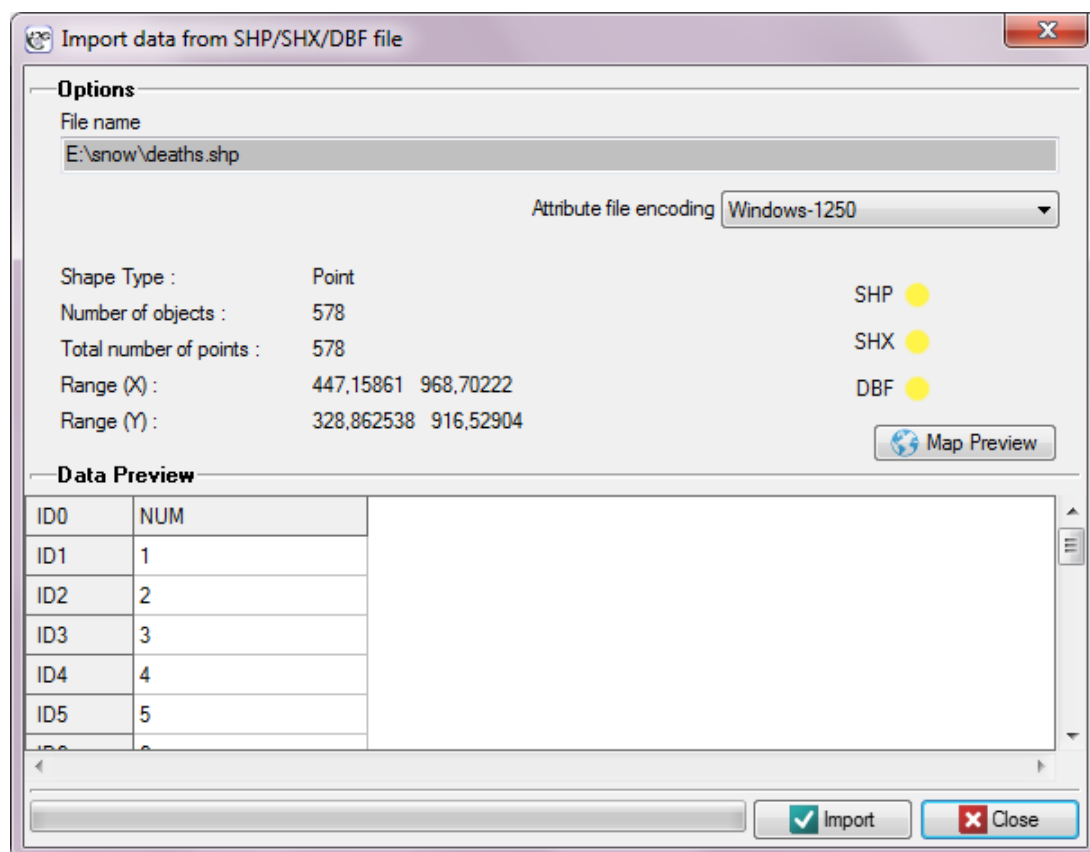 Import data from SHP/SHX/DBF file
Options
File name
E:\snow\deaths.shp
Attribute file encoding Windows-1250
Shape Type : Point
Number of objects : 578
Total number of points : 578
Range (X) : 447,15861 968,70222
Range (Y) : 328,862538 916,52904
SHP
SHX
DBF
Map Preview
Data Preview
ID0 NUM
ID1 1
ID2 2
ID3 3
ID4 4
ID5 5
Import Close